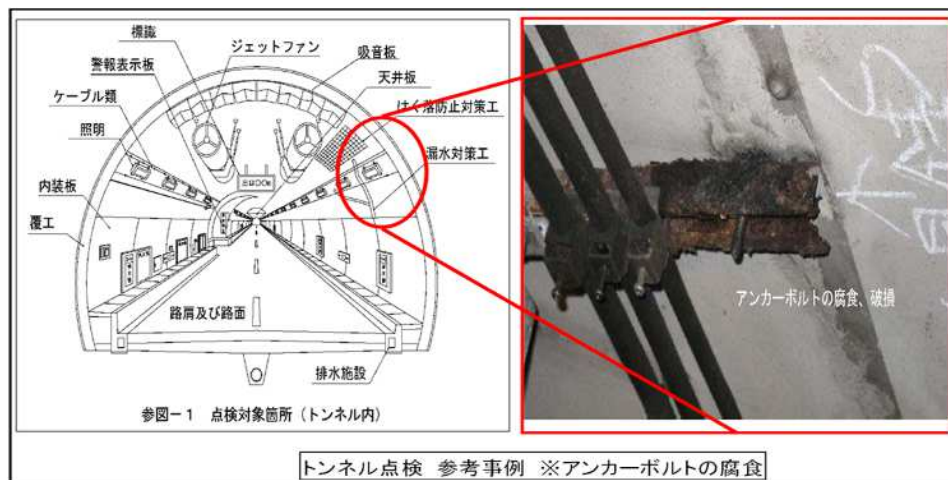 標識
ジェットファン
吸音板
警報表示板
天井板
ケーブル類
はく落防止対策工
照明
漏水対策工
内装板
覆工
路肩及び路面
排水施設
参図－1 点検対象箇所（トンネル内）
アンカーボルトの腐食、破損
トンネル点検 参考事例 ※アンカーボルトの腐食